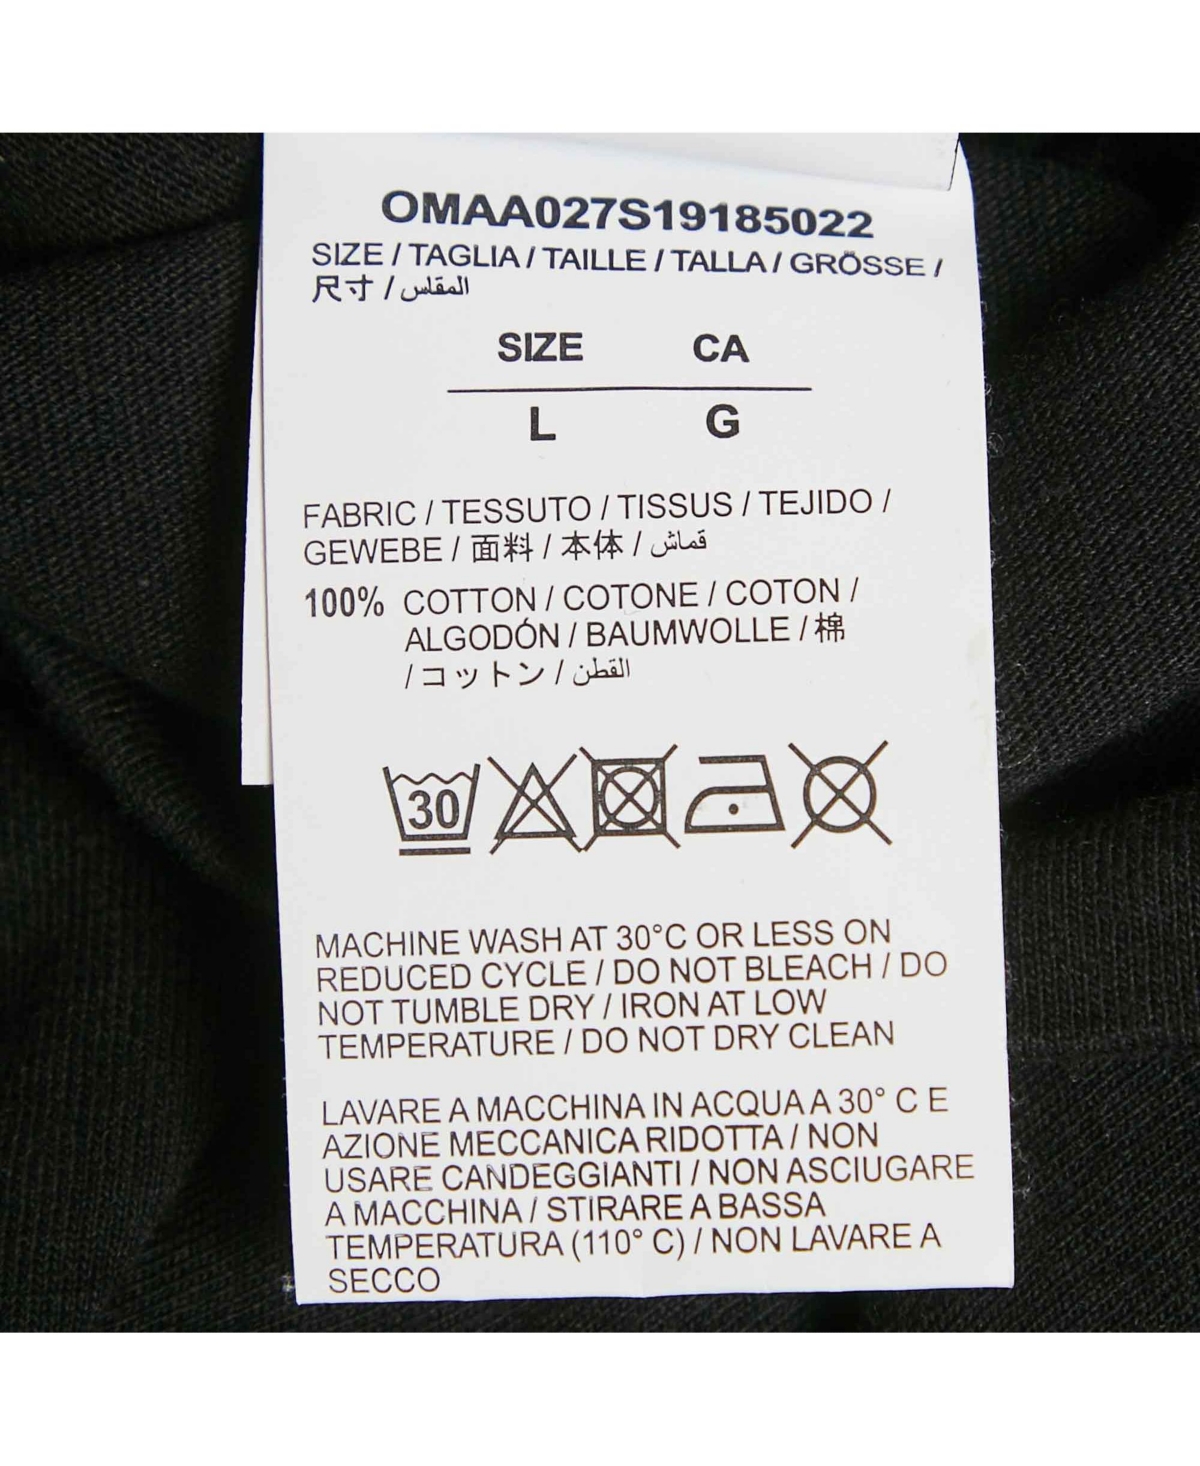 OMAA027S19185022
SIZE / TAGLIA / TAILLE / TALLA / GRÖSSE /
尺寸 / المقلس
SIZE CA
L G
FABRIC / TESSUTO / TISSUS / TEJIDO /
GEWEBE / 面料 / 本体 / قماش
100% COTTON / COTONE / COTON /
ALGODÓN / BAUMWOLLE / 棉
/ コットン / القطن
30
MACHINE WASH AT 30°C OR LESS ON
REDUCED CYCLE / DO NOT BLEACH / DO
NOT TUMBLE DRY / IRON AT LOW
TEMPERATURE / DO NOT DRY CLEAN
LAVARE A MACCHINA IN ACQUA A 30° C E
AZIONE MECCANICA RIDOTTA / NON
USARE CANDEGGIANTI / NON ASCIUGARE
A MACCHINA / STIRARE A BASSA
TEMPERATURA (110° C) / NON LAVARE A
SECCO